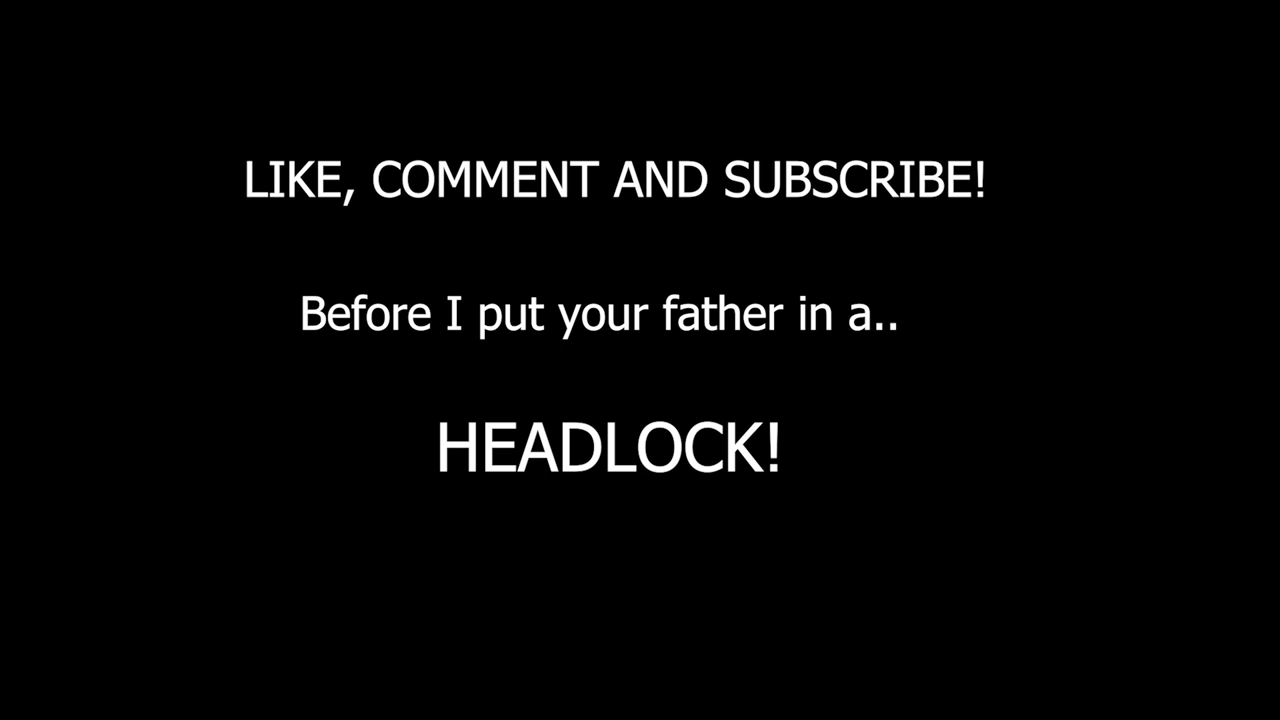 LIKE, COMMENT AND SUBSCRIBE!
Before I put your father in a..
HEADLOCK!